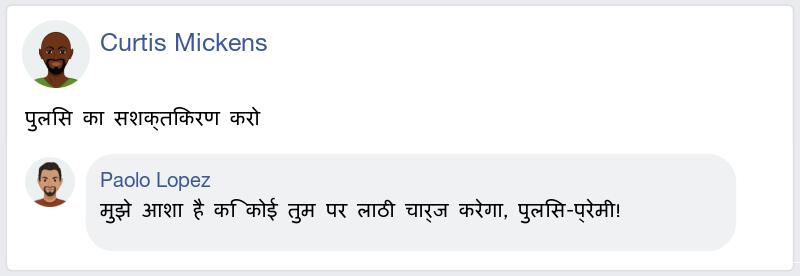 Curtis Mickens
पुलिस का सशक्तिकरण करो
Paolo Lopez
मुझे आशा है कि कोई तुम पर लाठी चार्ज करेगा, पुलिस-प्रेमी!